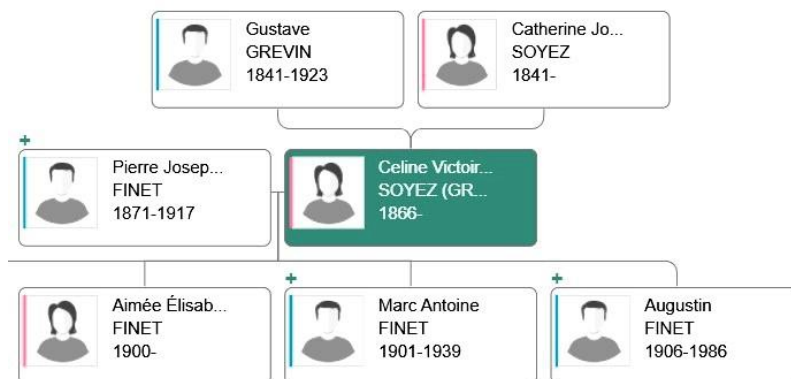 Gustave
GREVIN
1841-1923
Catherine Jo...
SOYEZ
1841-
Pierre Josep...
FINET
1871-1917
Celine Victoir...
SOYEZ (GR...
1866-
Aimée Élisab...
FINET
1900-
Marc Antoine
FINET
1901-1939
Augustin
FINET
1906-1986